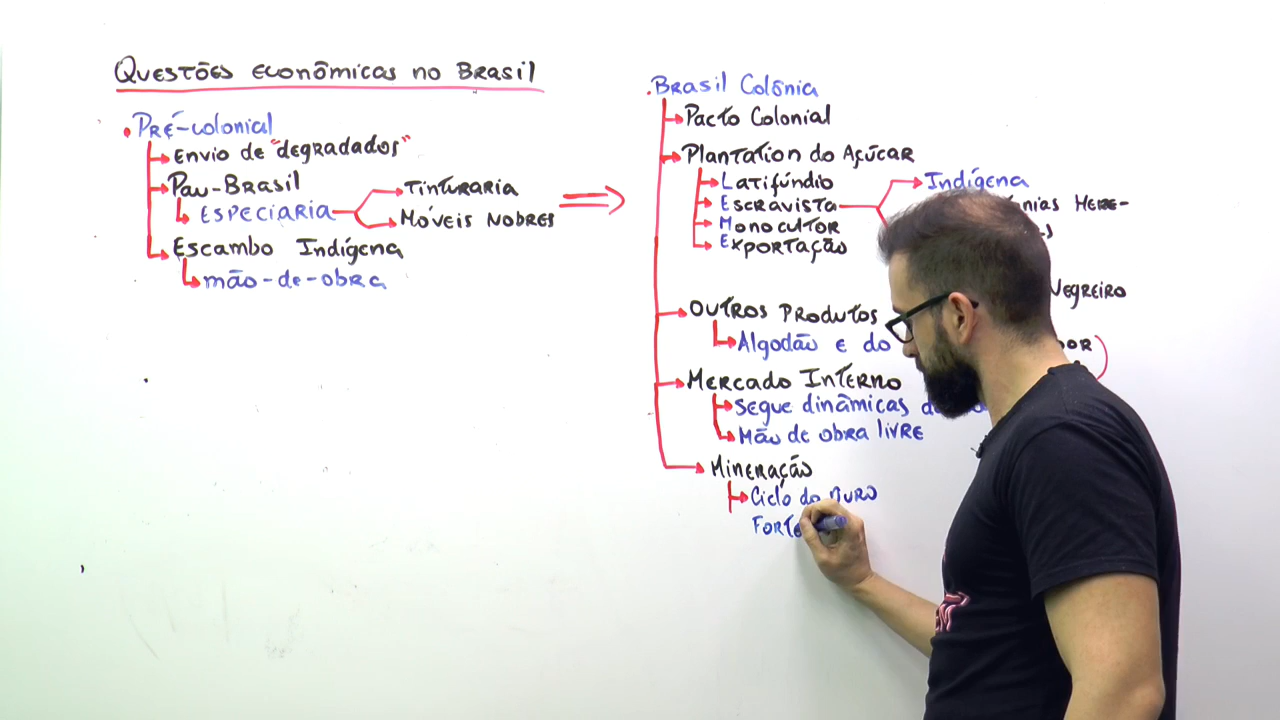 Questões econômicas no Brasil
Pré-colonial
Envio de "degradados"
Pau-Brasil
Especiaria
Tinturaria
Móveis Nobres
Escambo Indígena
mão-de-obra
Brasil Colônia
Pacto Colonial
Plantation do Açúcar
Latifúndio
Escravista
Monocultor
Exportação
Indígena
Here-
Negreiro
Outros produtos
Algodão e do
Mercado Interno
Segue dinâmicas
Mão de obra livre
Mineração
Ciclo do Ouro
Forte